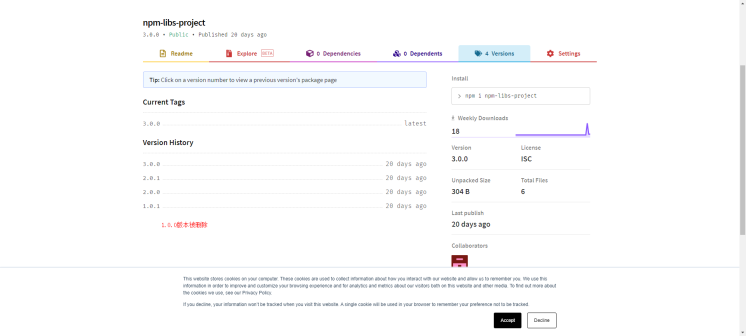 npm-libs-project
3.0.0 • Public • Published 20 days ago
Readme
Explore BETA
0 Dependencies
0 Dependents
4 Versions
Settings
Tip: Click on a version number to view a previous version's package page
Current Tags
3.0.0 latest
Version History
3.0.0 20 days ago
2.0.1 20 days ago
2.0.0 20 days ago
1.0.1 20 days ago
1.0.0版本被删除
Install
> npm i npm-libs-project
Weekly Downloads
18
Version License
3.0.0 ISC
Unpacked Size Total Files
304 B 6
Last publish
20 days ago
Collaborators
This website stores cookies on your computer. These cookies are used to collect information about how you interact with our website and allow us to remember you. We use this
information in order to improve and customize your browsing experience and for analytics and metrics about our visitors both on this website and other media. To find out more about
the cookies we use, see our Privacy Policy.
If you decline, your information won't be tracked when you visit this website. A single cookie will be used in your browser to remember your preference not to be tracked
Accept Decline